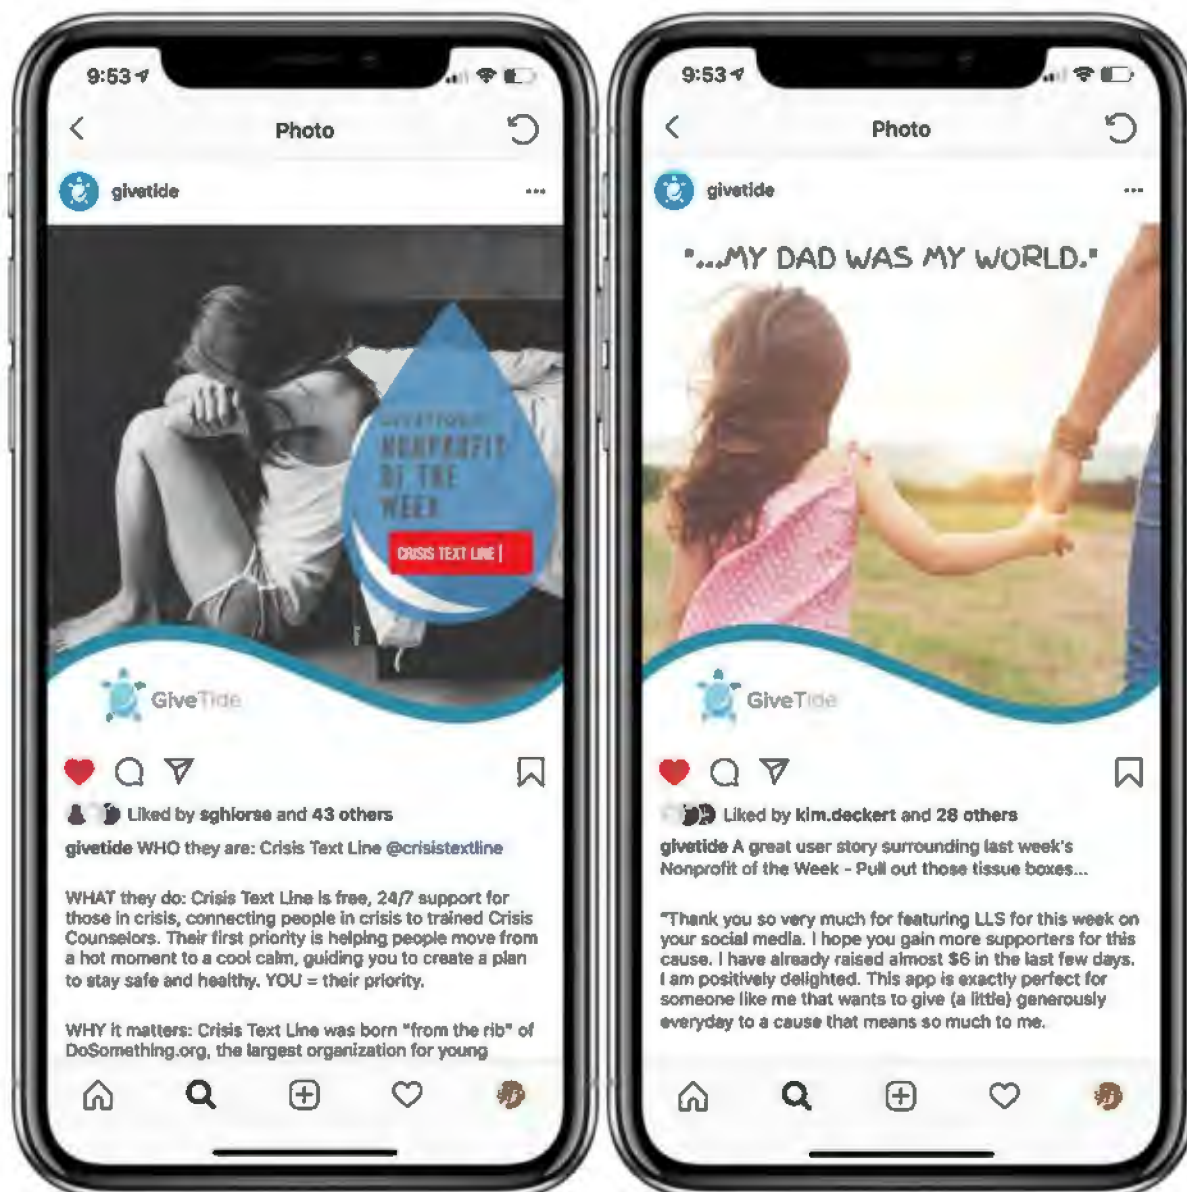 9:53
Photo
givetide
NONPROFIT
OF THE
WEEK
CRISIS TEXT LINE
GiveTide
Liked by sghiorse and 43 others
givetide WHO they are: Crisis Text Line @crisistextline
WHAT they do: Crisis Text Line is free, 24/7 support for
those in crisis, connecting people in crisis to trained Crisis
Counselors. Their first priority is helping people move from
a hot moment to a cool calm, guiding you to create a plan
to stay safe and healthy. YOU = their priority.
WHY it matters: Crisis Text Line was born "from the rib" of
DoSomething.org, the largest organization for young
9:53
Photo
givetide
"...MY DAD WAS MY WORLD."
GiveTide
Liked by kim.deckert and 28 others
givetide A great user story surrounding last week's
Nonprofit of the Week - Pull out those tissue boxes...
"Thank you so very much for featuring LLS for this week on
your social media. I hope you gain more supporters for this
cause. I have already raised almost $6 in the last few days.
I am positively delighted. This app is exactly perfect for
someone like me that wants to give (a little) generously
everyday to a cause that means so much to me.